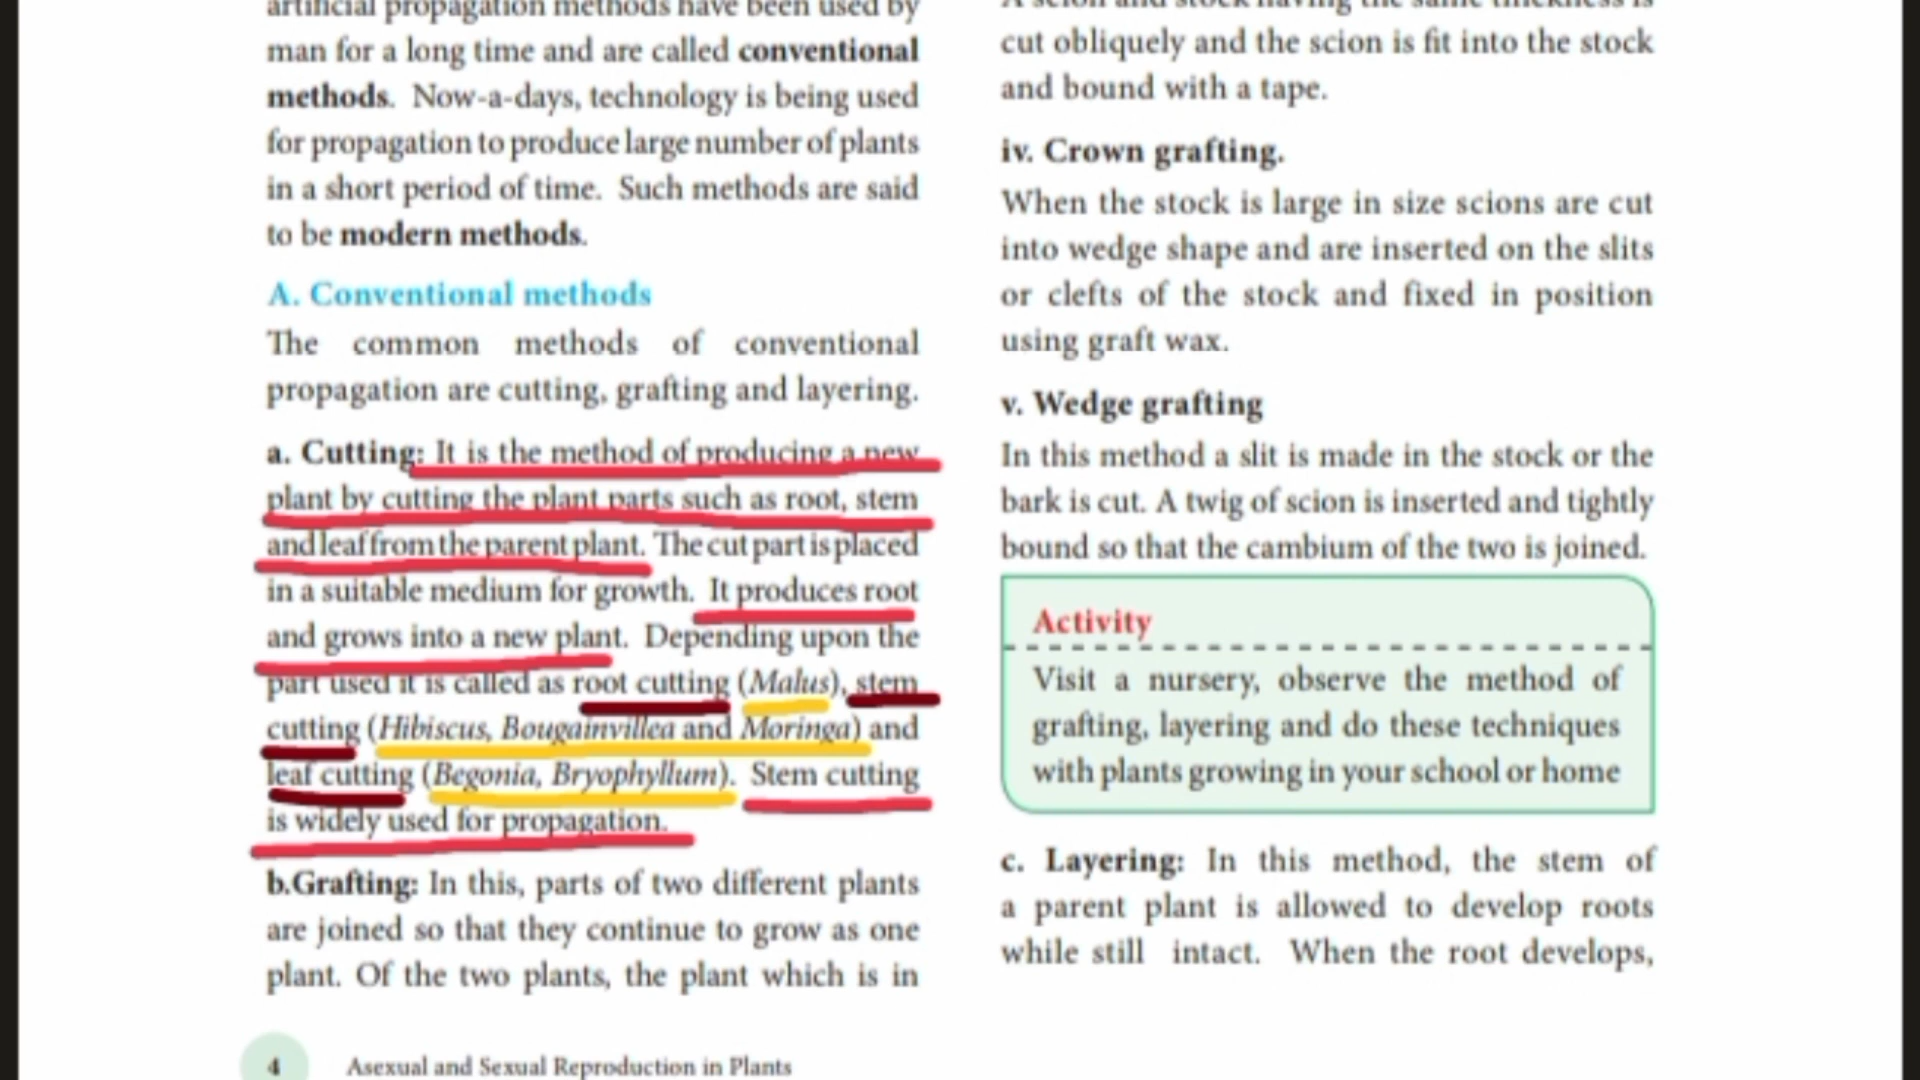 artificial propagation methods have been used by
man for a long time and are called conventional
methods. Now-a-days, technology is being used
for propagation to produce large number of plants
in a short period of time. Such methods are said
to be modern methods.
A. Conventional methods
The common methods of conventional
propagation are cutting, grafting and layering.
a. Cutting: It is the method of producing a new
plant by cutting the plant parts such as root, stem
and leaf from the parent plant. The cut part is placed
in a suitable medium for growth. It produces root
and grows into a new plant. Depending upon the
part used it is called as root cutting (Malus), stem
cutting (Hibiscus, Bougainvillea and Moringa) and
leaf cutting (Begonia, Bryophyllum). Stem cutting
is widely used for propagation.
b.Grafting: In this, parts of two different plants
are joined so that they continue to grow as one
plant. Of the two plants, the plant which is in
A scion and stock having the same thickness is
cut obliquely and the scion is fit into the stock
and bound with a tape.
iv. Crown grafting.
When the stock is large in size scions are cut
into wedge shape and are inserted on the slits
or clefts of the stock and fixed in position
using graft wax.
v. Wedge grafting
In this method a slit is made in the stock or the
bark is cut. A twig of scion is inserted and tightly
bound so that the cambium of the two is joined.
Activity
Visit a nursery, observe the method of
grafting, layering and do these techniques
with plants growing in your school or home
c. Layering: In this method, the stem of
a parent plant is allowed to develop roots
while still intact. When the root develops,
4 Asexual and Sexual Reproduction in Plants